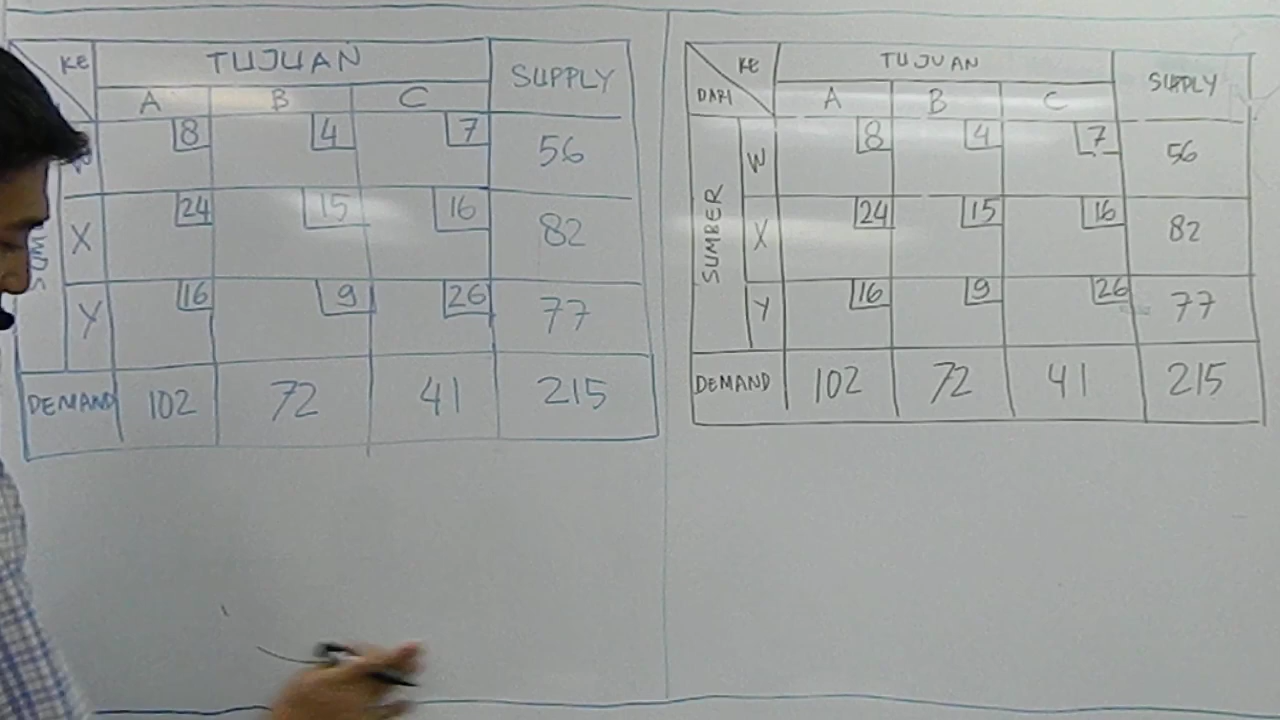 KE TUJUAN SUPPLY
A B C
8 4 7 56
X 24 15 16 82
Y 16 9 26 77
DEMAND 102 72 41 215
KE TUJUAN SUPPLY
DARI A B C
SUMBER
W 8 4 7 56
X 24 15 16 82
Y 16 9 26 77
DEMAND 102 72 41 215